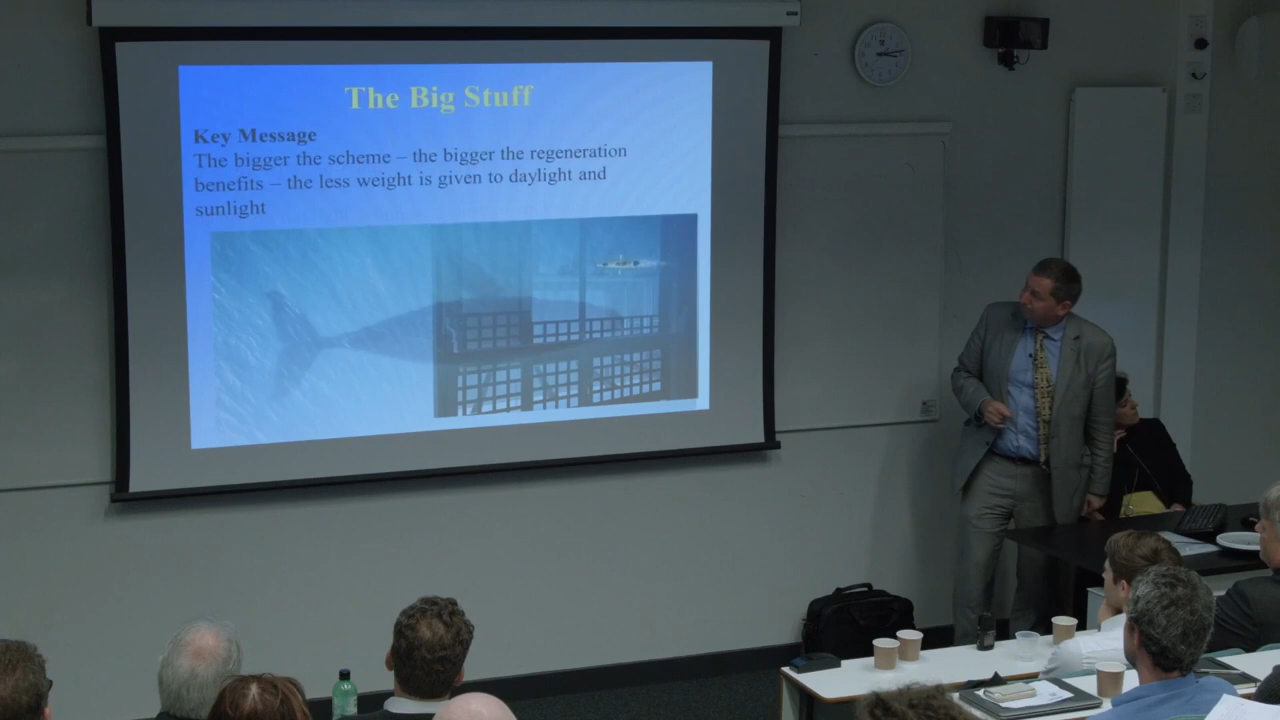 The Big Stuff
Key Message
The bigger the scheme – the bigger the regeneration
benefits – the less weight is given to daylight and
sunlight